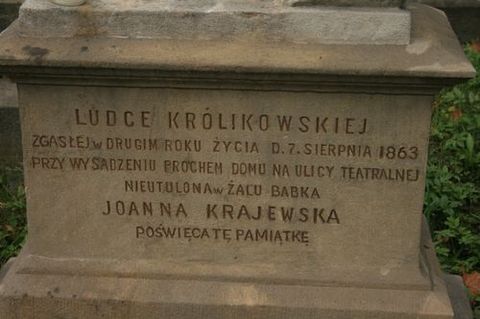 LUDCE KRÓLIKOWSKIEJ
ZGASŁEJ w DRUGIM ROKU ŻYCIA D. 7. SIERPNIA 1863
PRZY WYSADZENIU PROCHEM DOMU NA ULICY TEATRALNEJ
NIEUTULONA w ŻALU BABKA
JOANNA KRAJEWSKA
POŚWIĘCA TĘ PAMIĄTKĘ